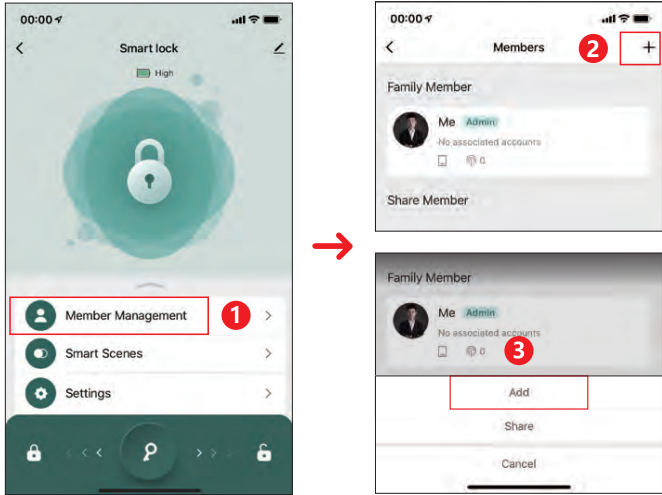 00:00
Smart lock
High
Member Management
1
Smart Scenes
Settings
00:00
Members
2
Family Member
Me Admin
No associated accounts
0
Share Member
Family Member
Me Admin
No associated accounts
0
3
Add
Share
Cancel